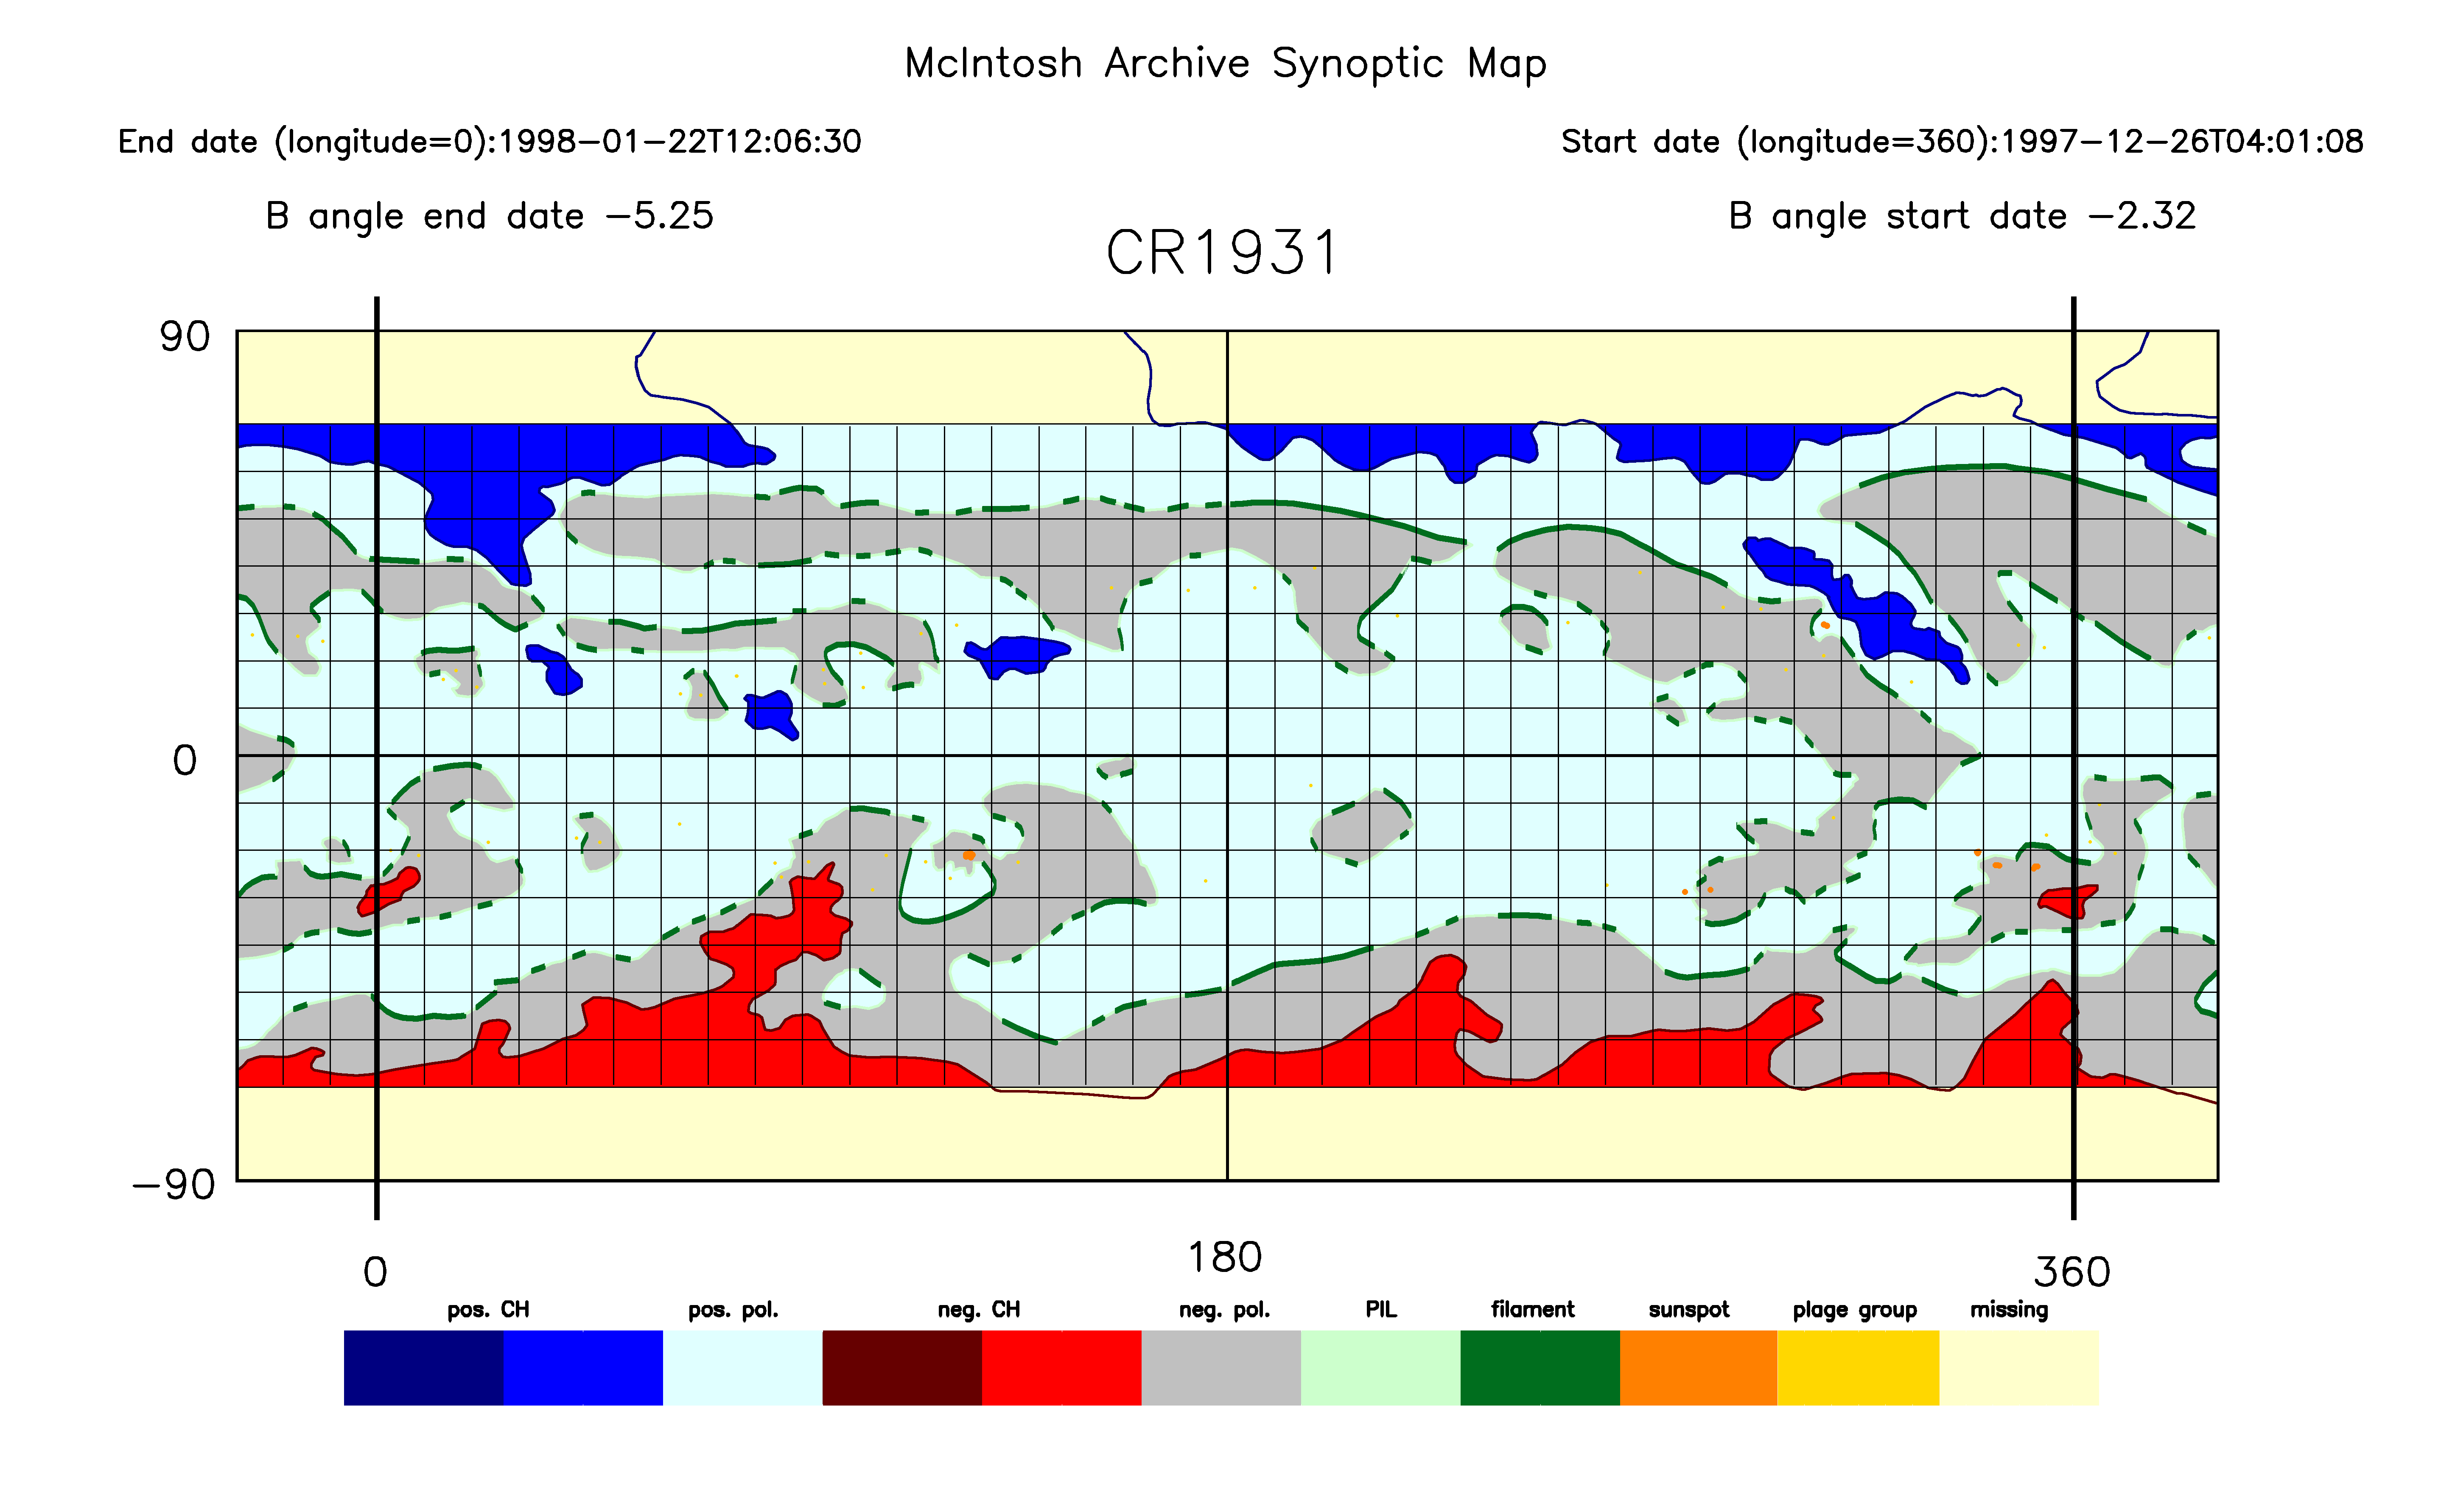 McIntosh Archive Synoptic Map
End date (longitude=0):1998-01-22T12:06:30
Start date (longitude=360):1997-12-26T04:01:08
B angle end date -5.25
B angle start date -2.32
CR1931
90
0
-90
0
180
360
pos. CH
pos. pol.
neg. CH
neg. pol.
PIL
filament
sunspot
plage group
missing